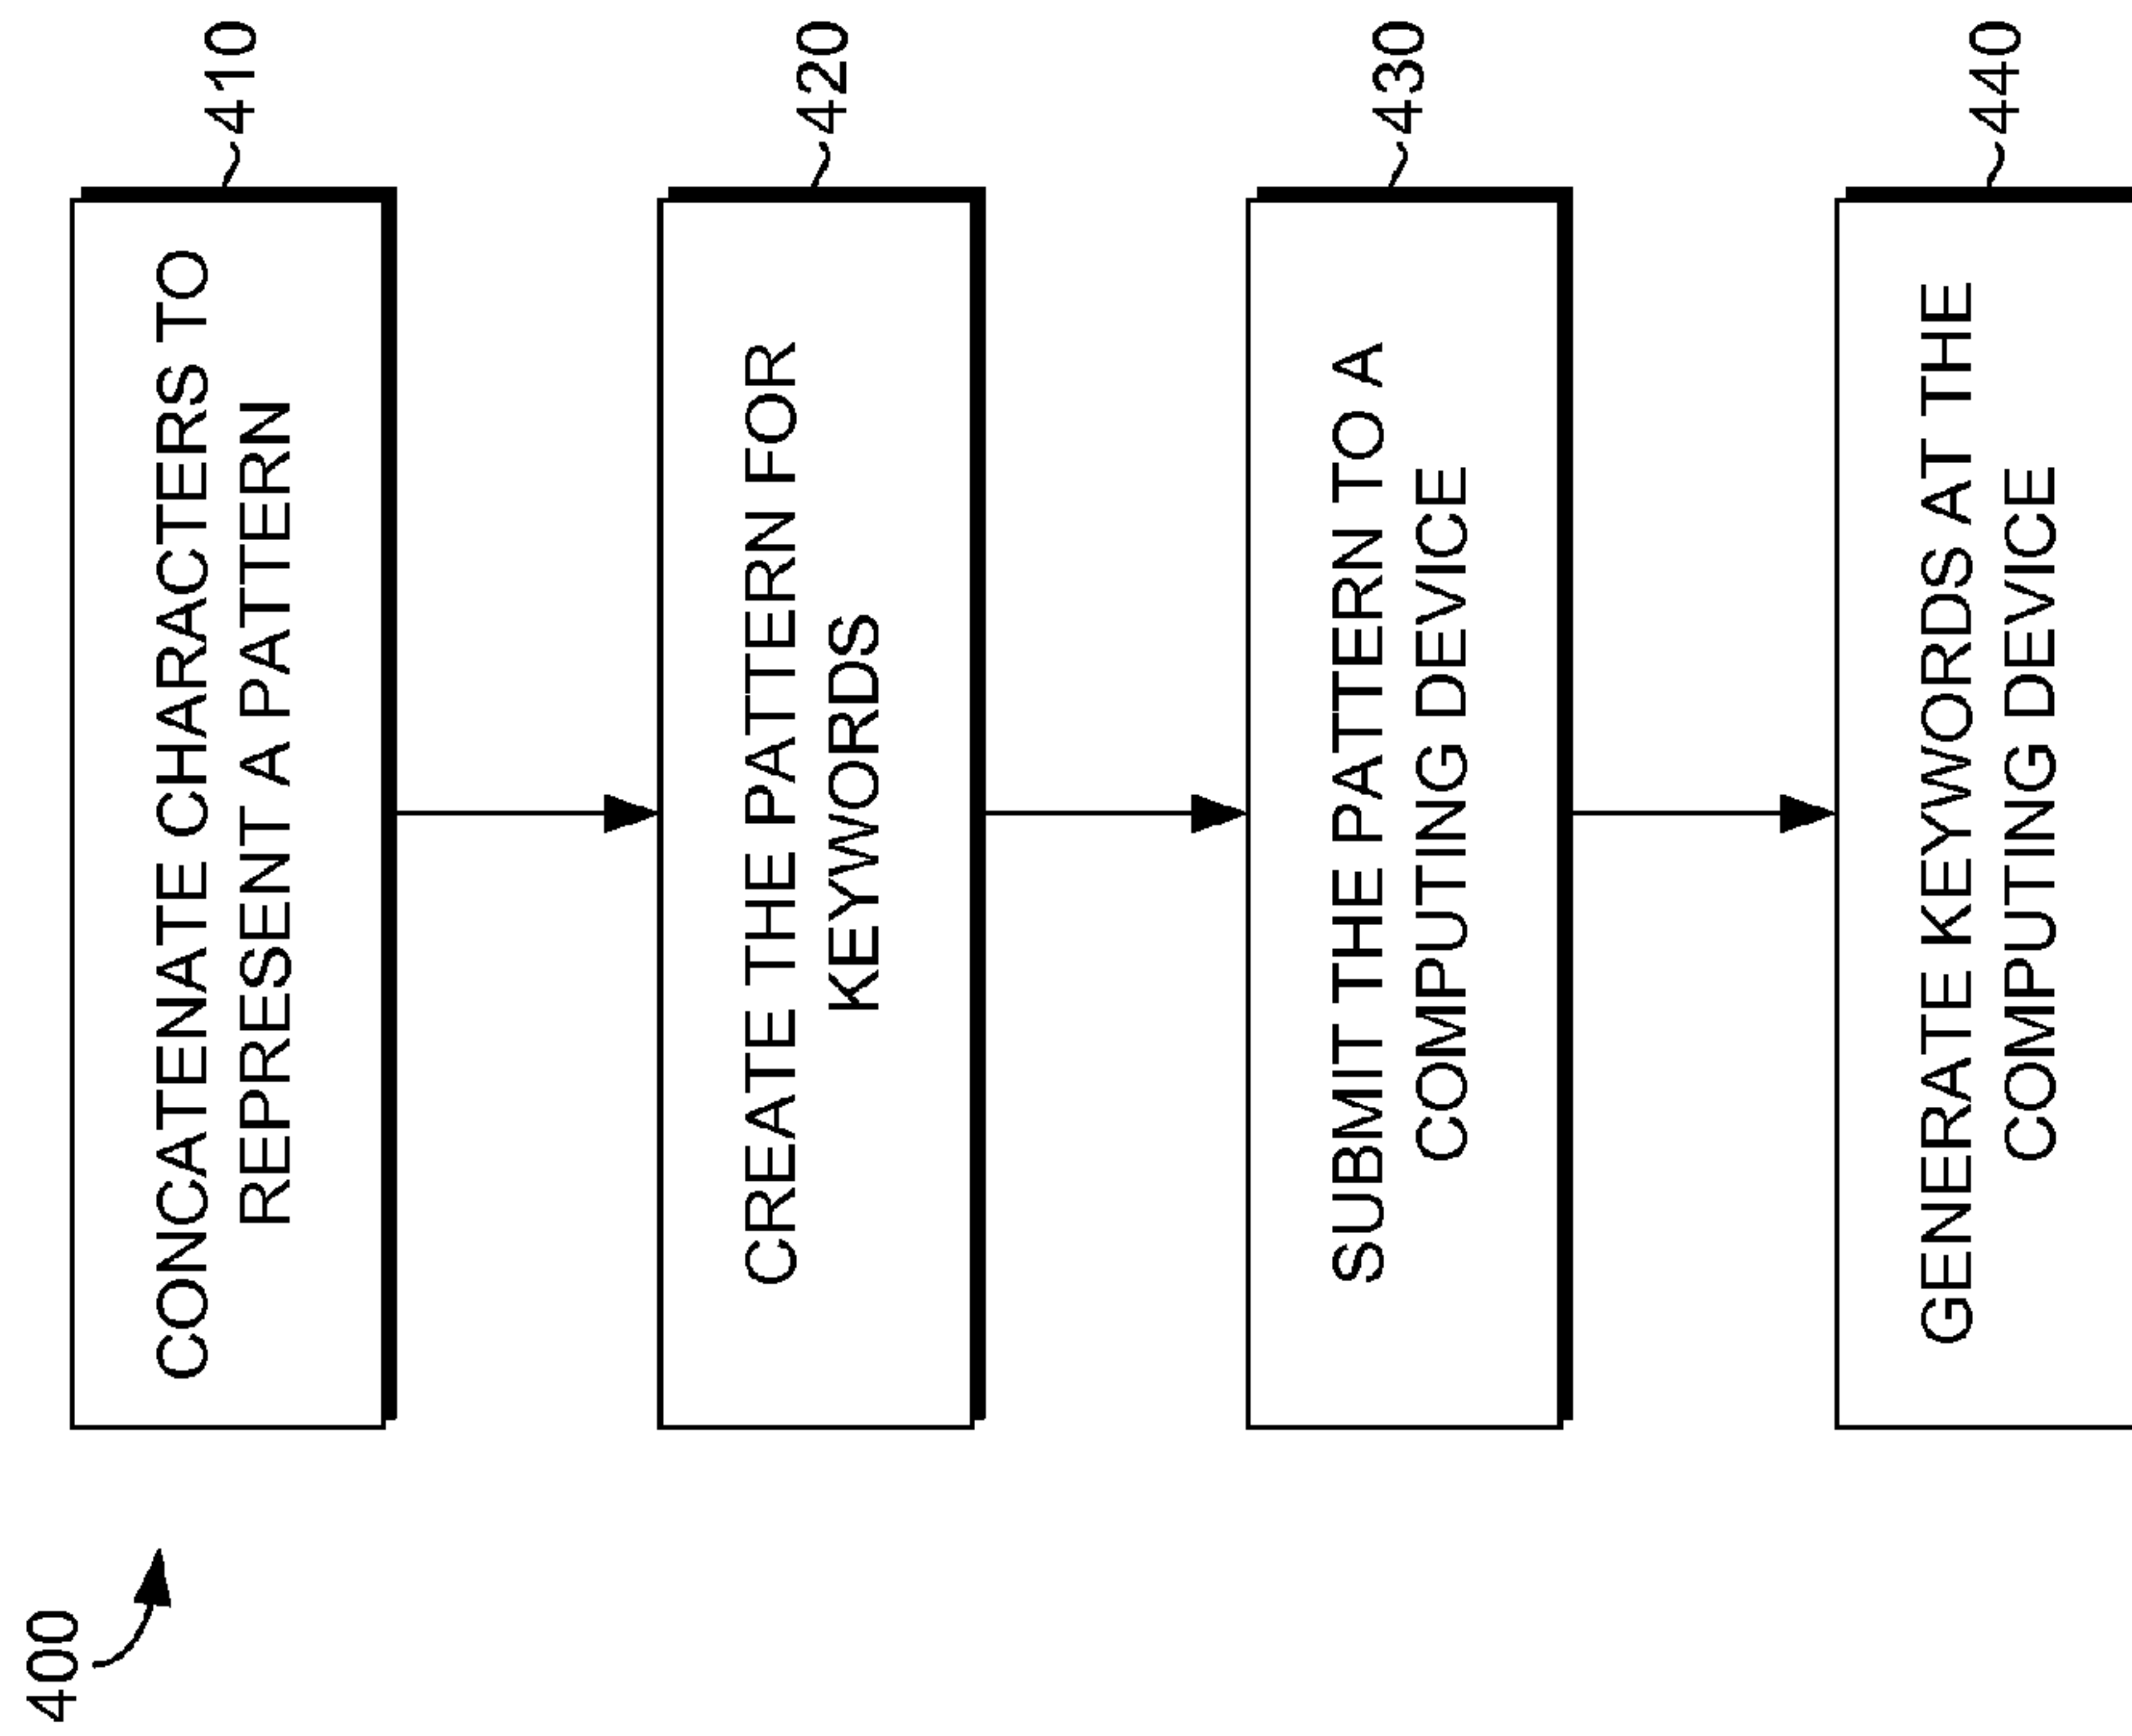 400
CONCATENATE CHARACTERS TO
REPRESENT A PATTERN
410
CREATE THE PATTERN FOR
KEYWORDS
420
SUBMIT THE PATTERN TO A
COMPUTING DEVICE
430
GENERATE KEYWORDS AT THE
COMPUTING DEVICE
440